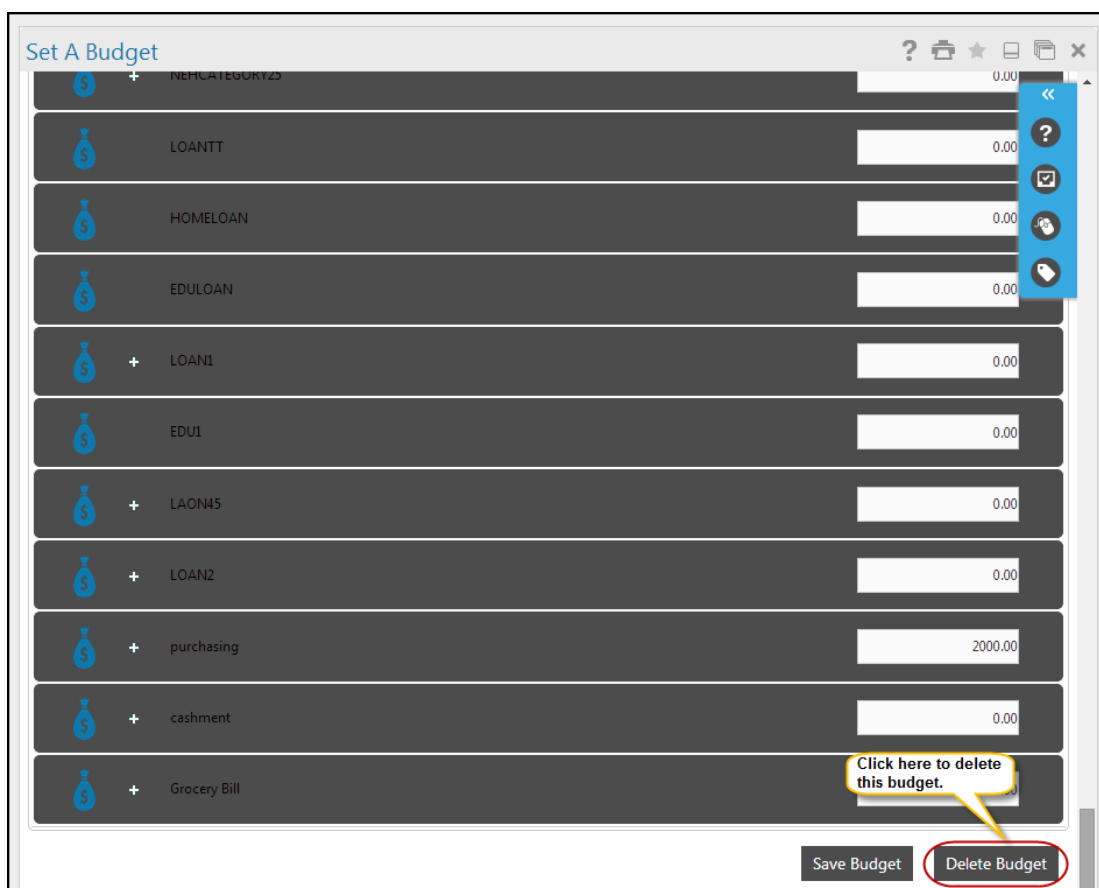 Set A Budget
NEHCATEGORY25 0.00
LOANTT 0.00
HOMELOAN 0.00
EDULOAN 0.00
LOAN1 0.00
EDU1 0.00
LAON45 0.00
LOAN2 0.00
purchasing 2000.00
cashment 0.00
Click here to delete
this budget.
Grocery Bill
Save Budget Delete Budget